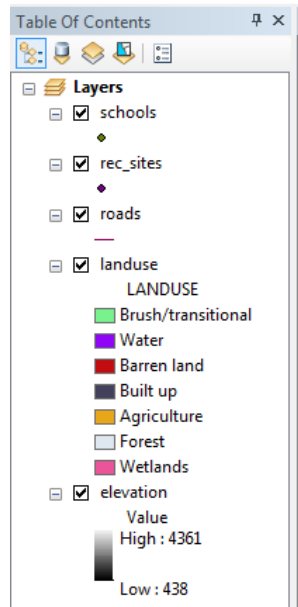 Table Of Contents
Layers
schools
rec_sites
roads
landuse
LANDUSE
Brush/transitional
Water
Barren land
Built up
Agriculture
Forest
Wetlands
elevation
Value
High : 4361
Low : 438